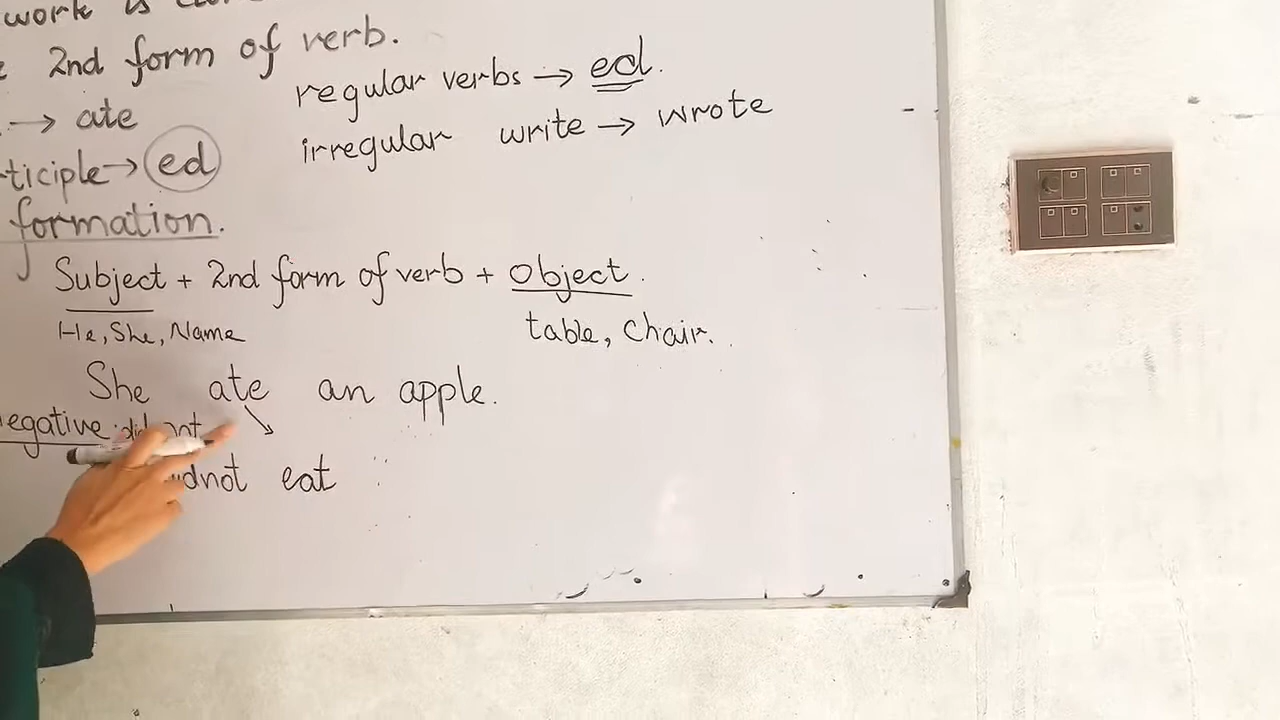 work is
2nd form of verb.
regular verbs → ed.
→ ate
irregular write → wrote
ticiple → ed
formation.
Subject + 2nd form of verb + Object.
He, She, Name
table, Chair.
She ate an apple.
egative: did not
dnot eat